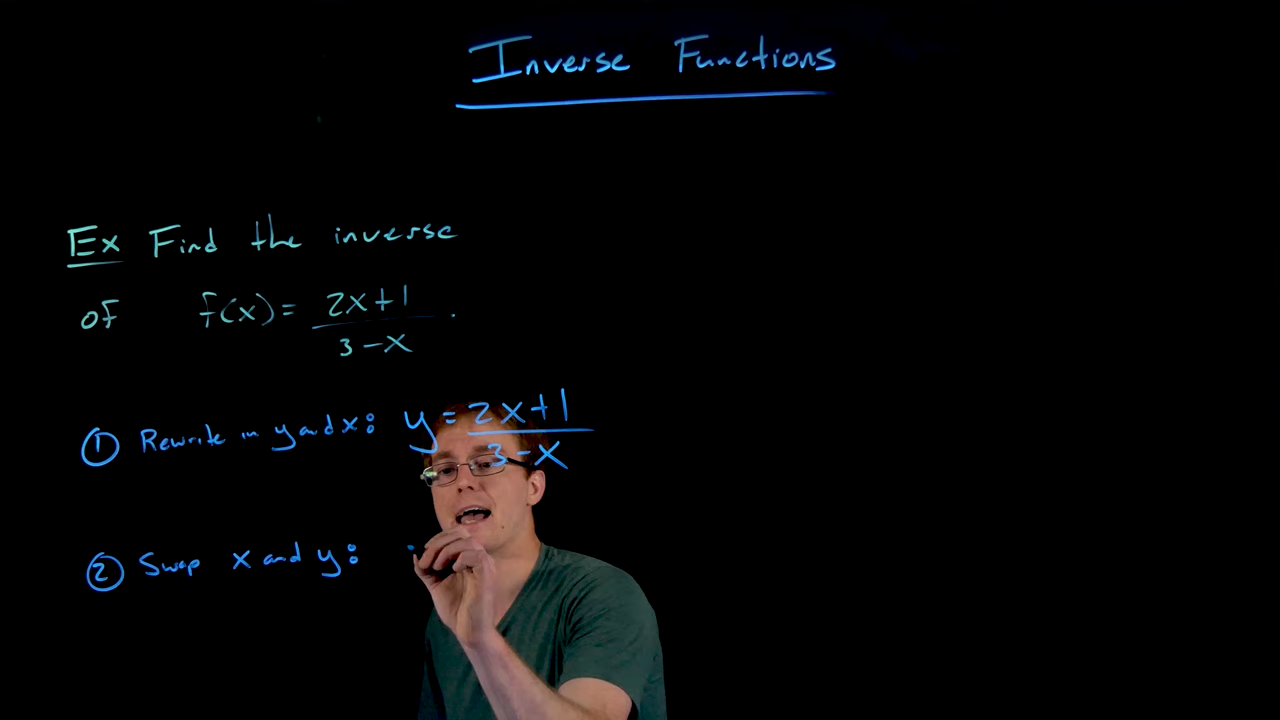 Inverse Functions
Ex Find the inverse
of f(x) = (2x+1)/(3-x).
① Rewrite in y and x: y = (2x+1)/(3-x)
② Swap x and y: